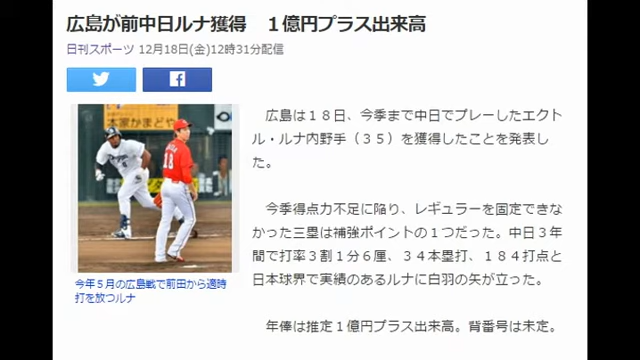 広島が前中日ルナ獲得　１億円プラス出来高
日刊スポーツ 12月18日(金)12時31分配信
本家かまどや
18
広島は１８日、今季まで中日でプレーしたエクト
ル・ルナ内野手（３５）を獲得したことを発表し
た。
今季得点力不足に陥り、レギュラーを固定できな
かった三塁は補強ポイントの１つだった。中日３年
間で打率３割１分６厘、３４本塁打、１８４打点と
日本球界で実績のあるルナに白羽の矢が立った。
年俸は推定１億円プラス出来高。背番号は未定。
今年５月の広島戦で前田から適時
打を放つルナ